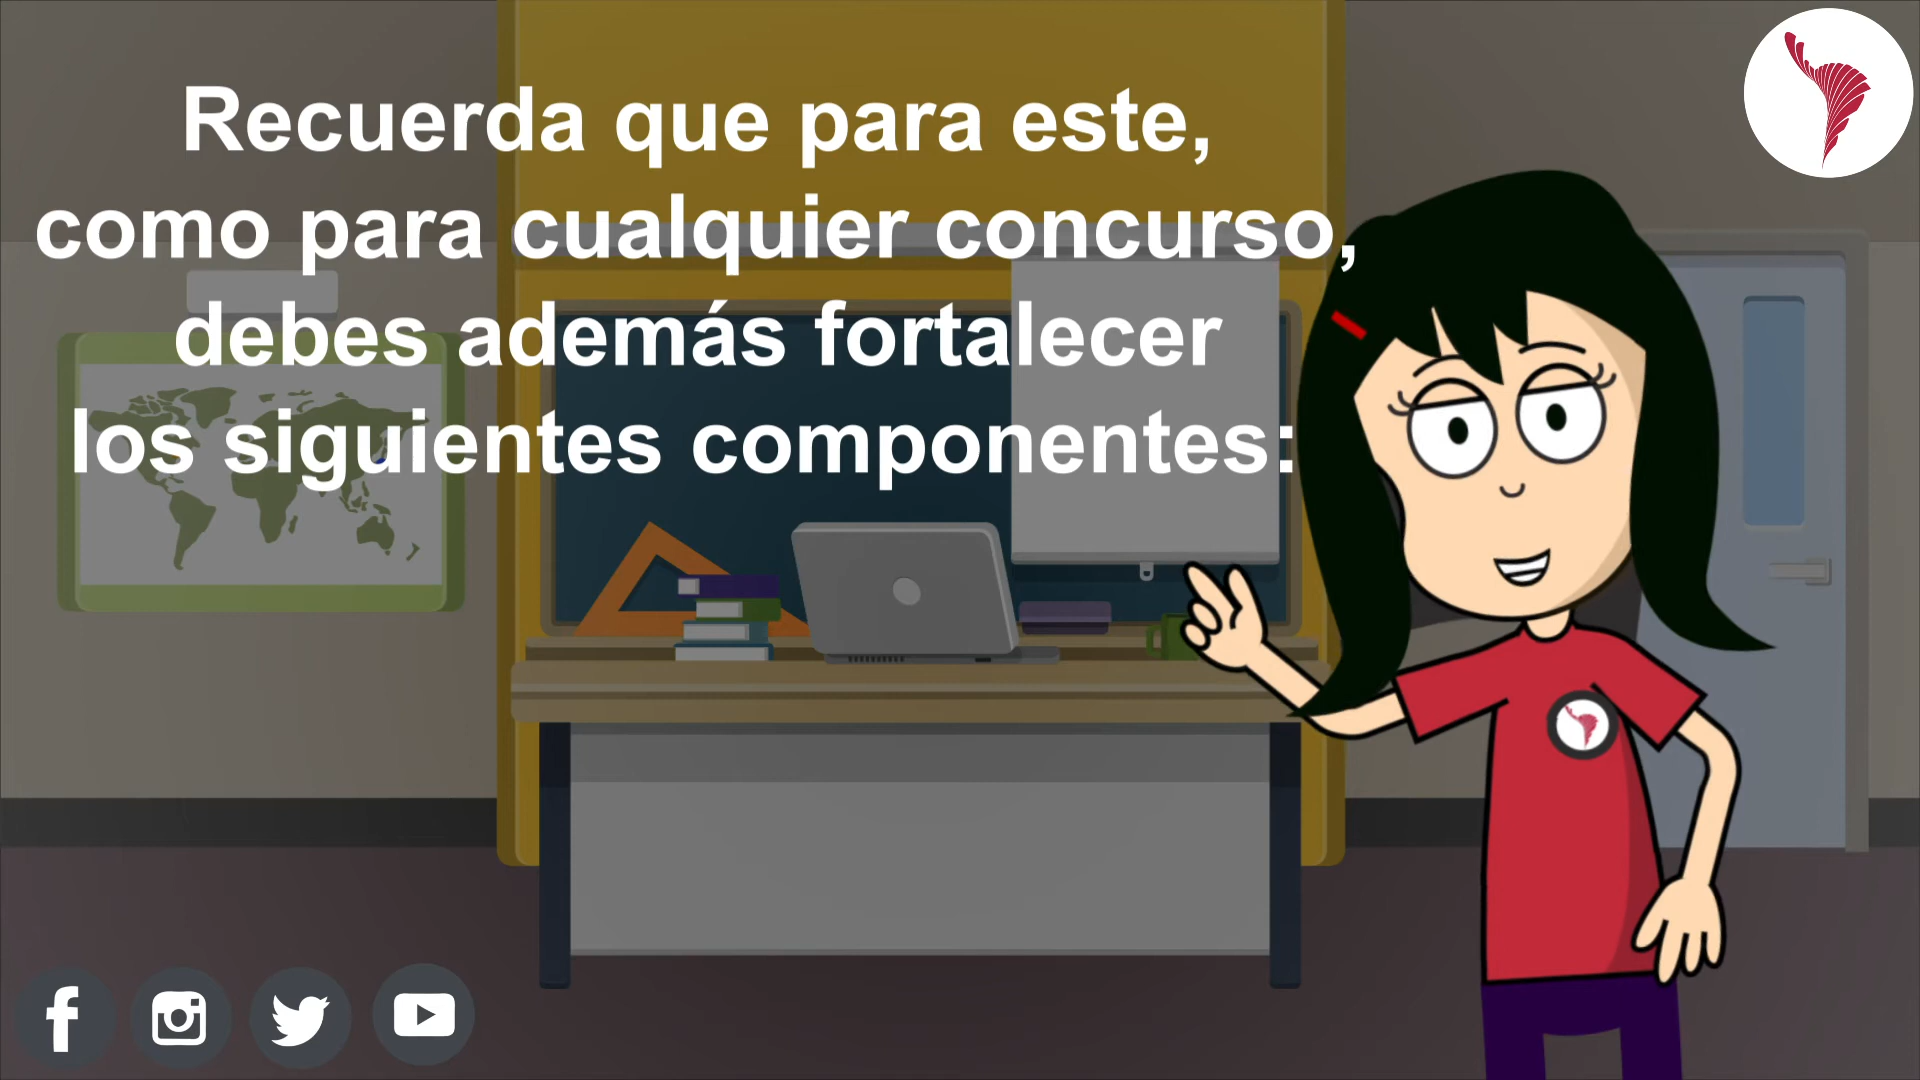 Recuerda que para este,
como para cualquier concurso,
debes además fortalecer
los siguientes componentes: